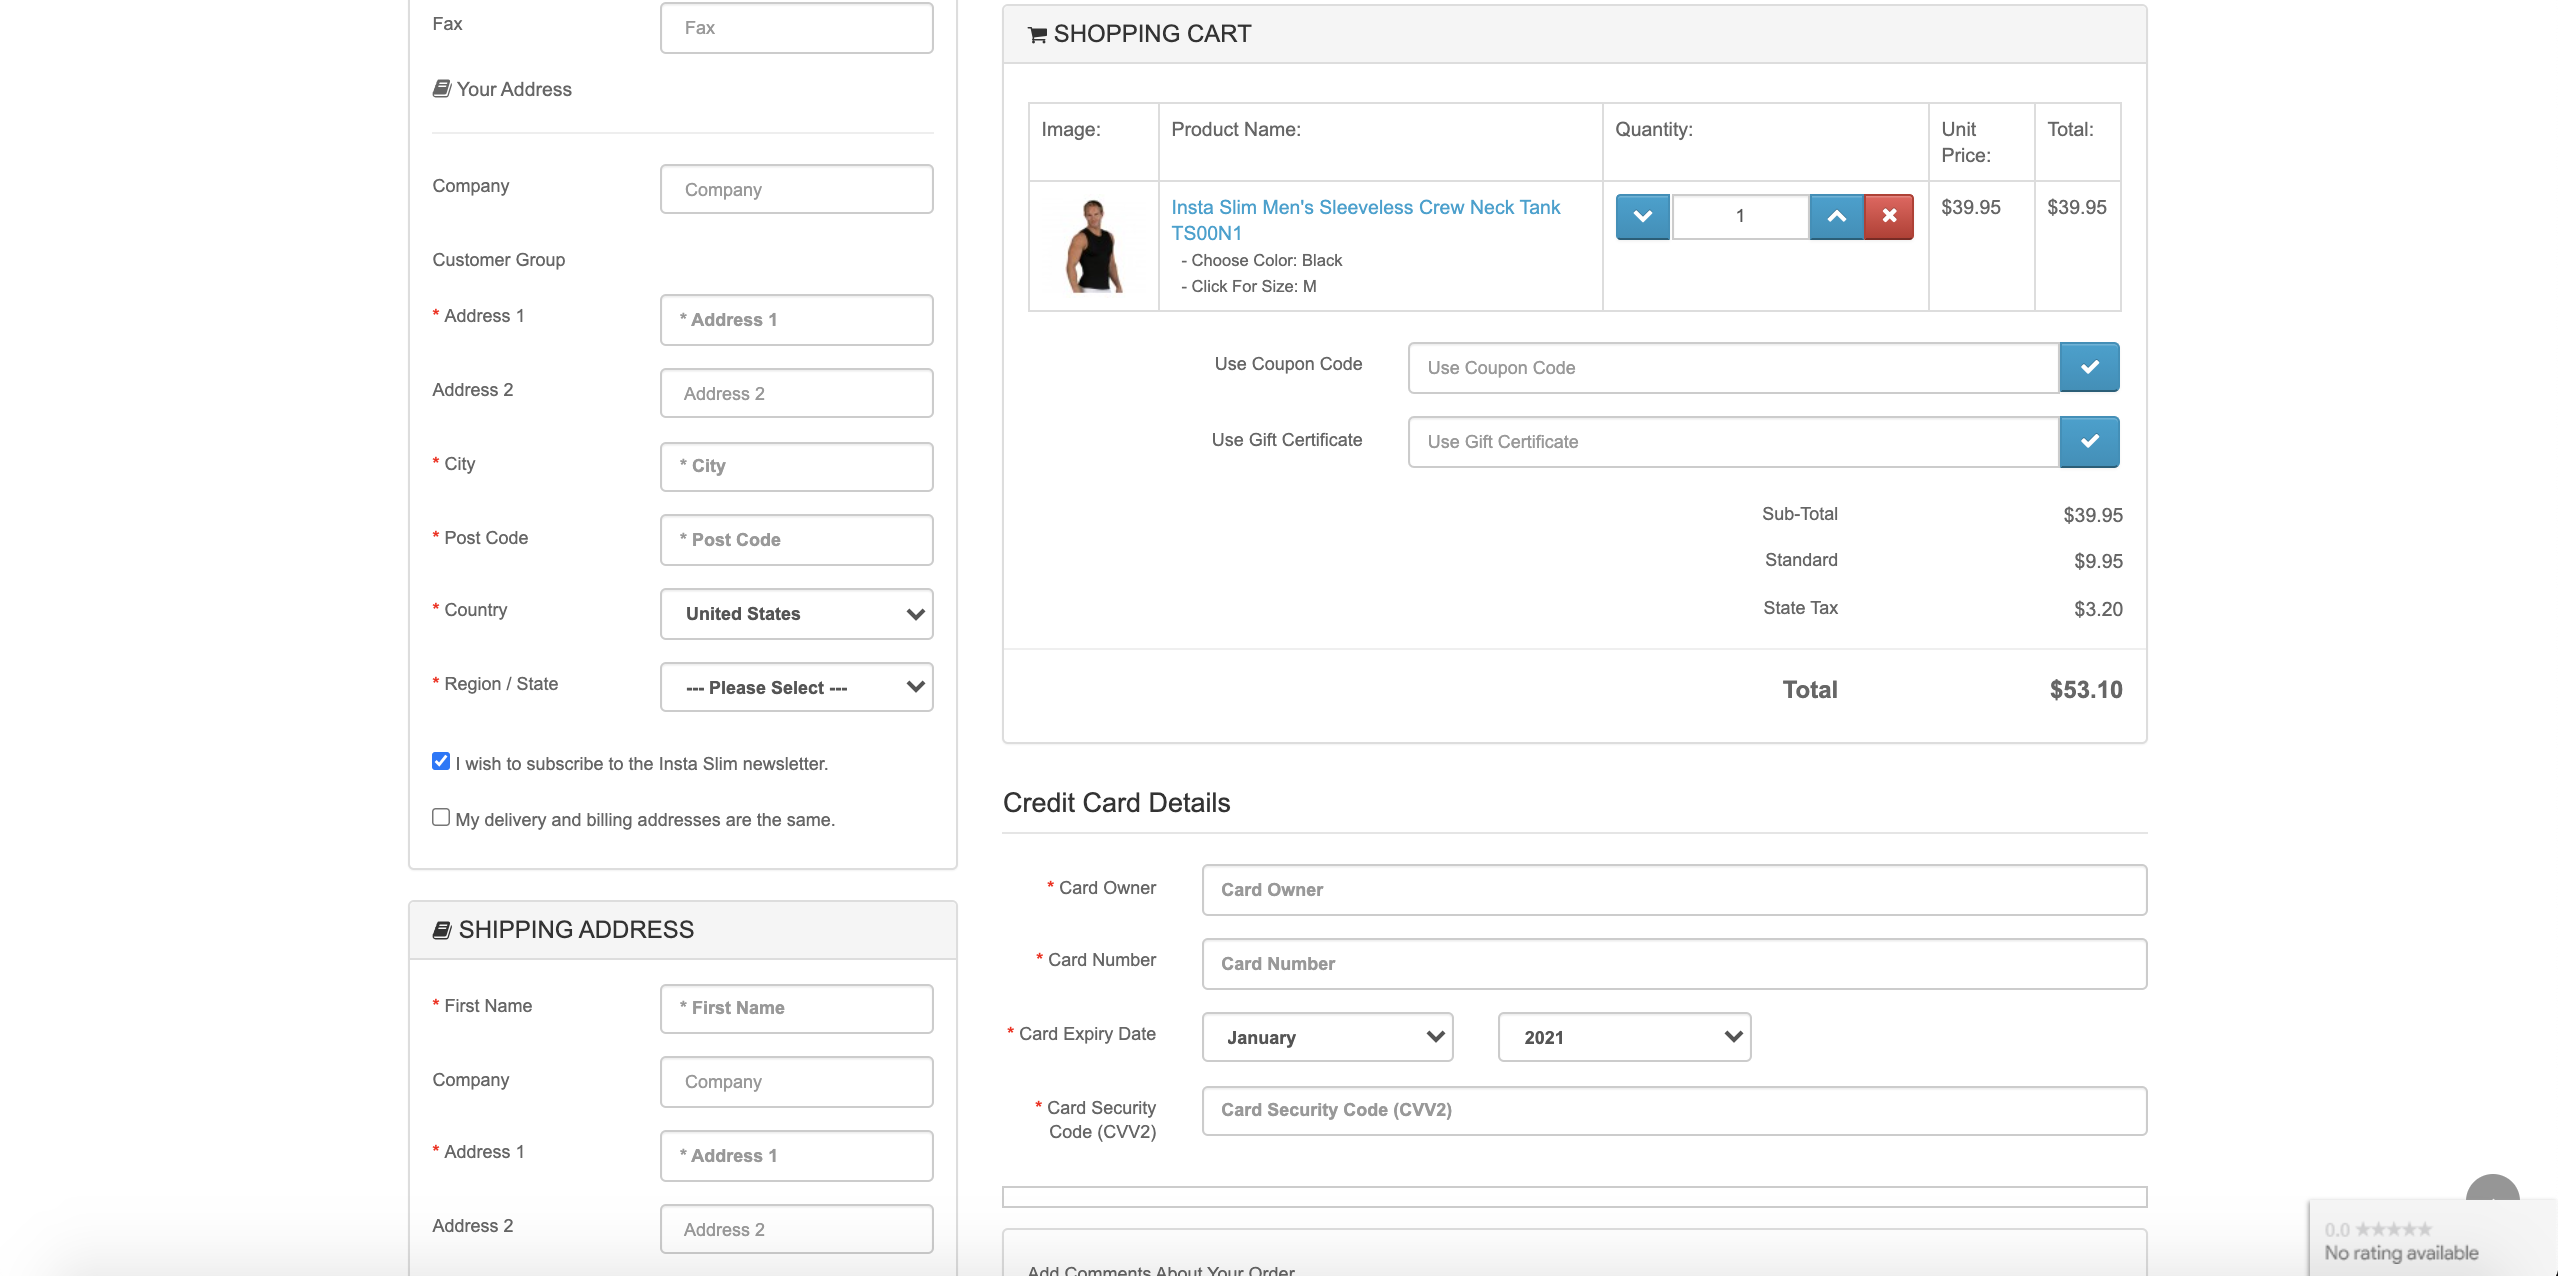 Fax
Fax
Your Address
Company
Company
Customer Group
* Address 1
* Address 1
Address 2
Address 2
* City
* City
* Post Code
* Post Code
* Country
United States
* Region / State
--- Please Select ---
I wish to subscribe to the Insta Slim newsletter.
My delivery and billing addresses are the same.
SHIPPING ADDRESS
* First Name
* First Name
Company
Company
* Address 1
* Address 1
Address 2
Address 2
SHOPPING CART
Image:
Product Name:
Quantity:
Unit
Price:
Total:
Insta Slim Men's Sleeveless Crew Neck Tank
TS00N1
- Choose Color: Black
- Click For Size: M
1
$39.95
$39.95
Use Coupon Code
Use Coupon Code
Use Gift Certificate
Use Gift Certificate
Sub-Total
$39.95
Standard
$9.95
State Tax
$3.20
Total
$53.10
Credit Card Details
* Card Owner
Card Owner
* Card Number
Card Number
* Card Expiry Date
January
2021
* Card Security
Code (CVV2)
Card Security Code (CVV2)
Add Comments About Your Order
0.0 ★★★★★
No rating available